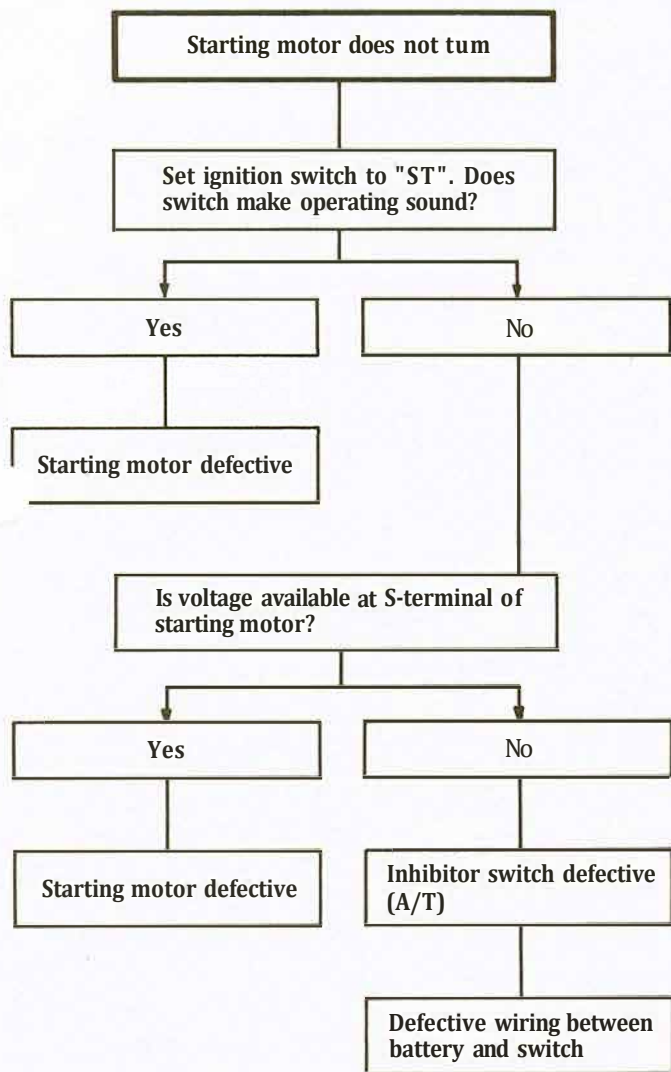 Starting motor does not tum
Set ignition switch to "ST". Does
switch make operating sound?
Yes
No
Starting motor defective
Is voltage available at S-terminal of
starting motor?
Yes
No
Starting motor defective
Inhibitor switch defective
(A/T)
Defective wiring between
battery and switch